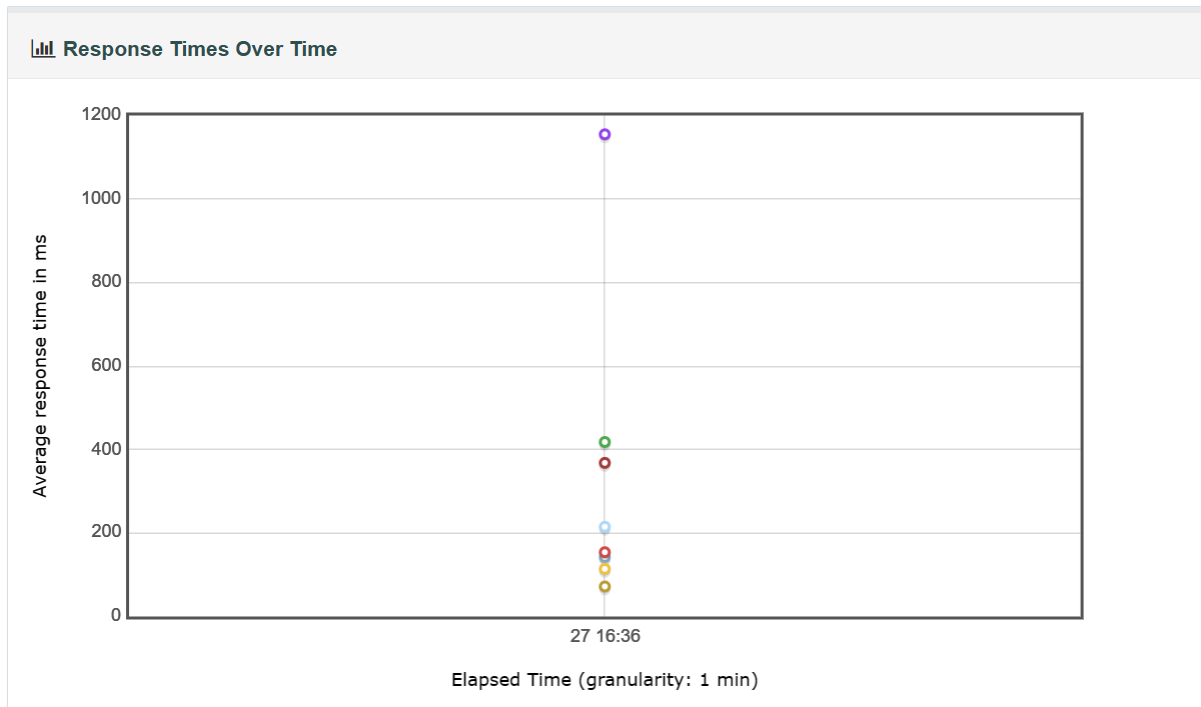 Response Times Over Time
1200
1000
800
600
400
200
0
Average response time in ms
27 16:36
Elapsed Time (granularity: 1 min)